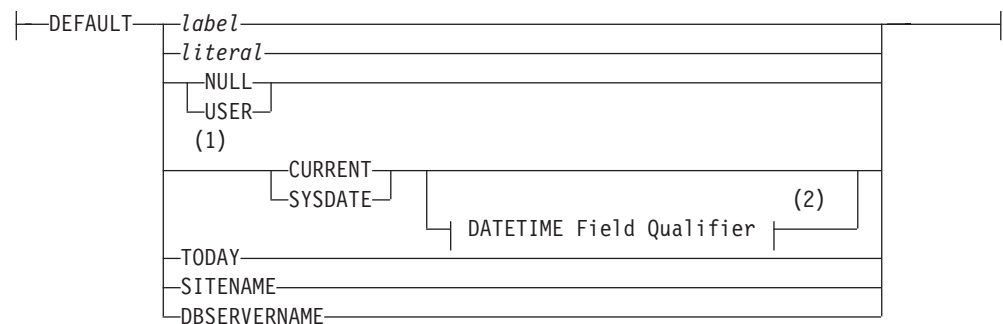 DEFAULT label
literal
NULL
USER
(1)
CURRENT
SYSDATE
(2)
DATETIME Field Qualifier
TODAY
SITENAME
DBSERVERNAME